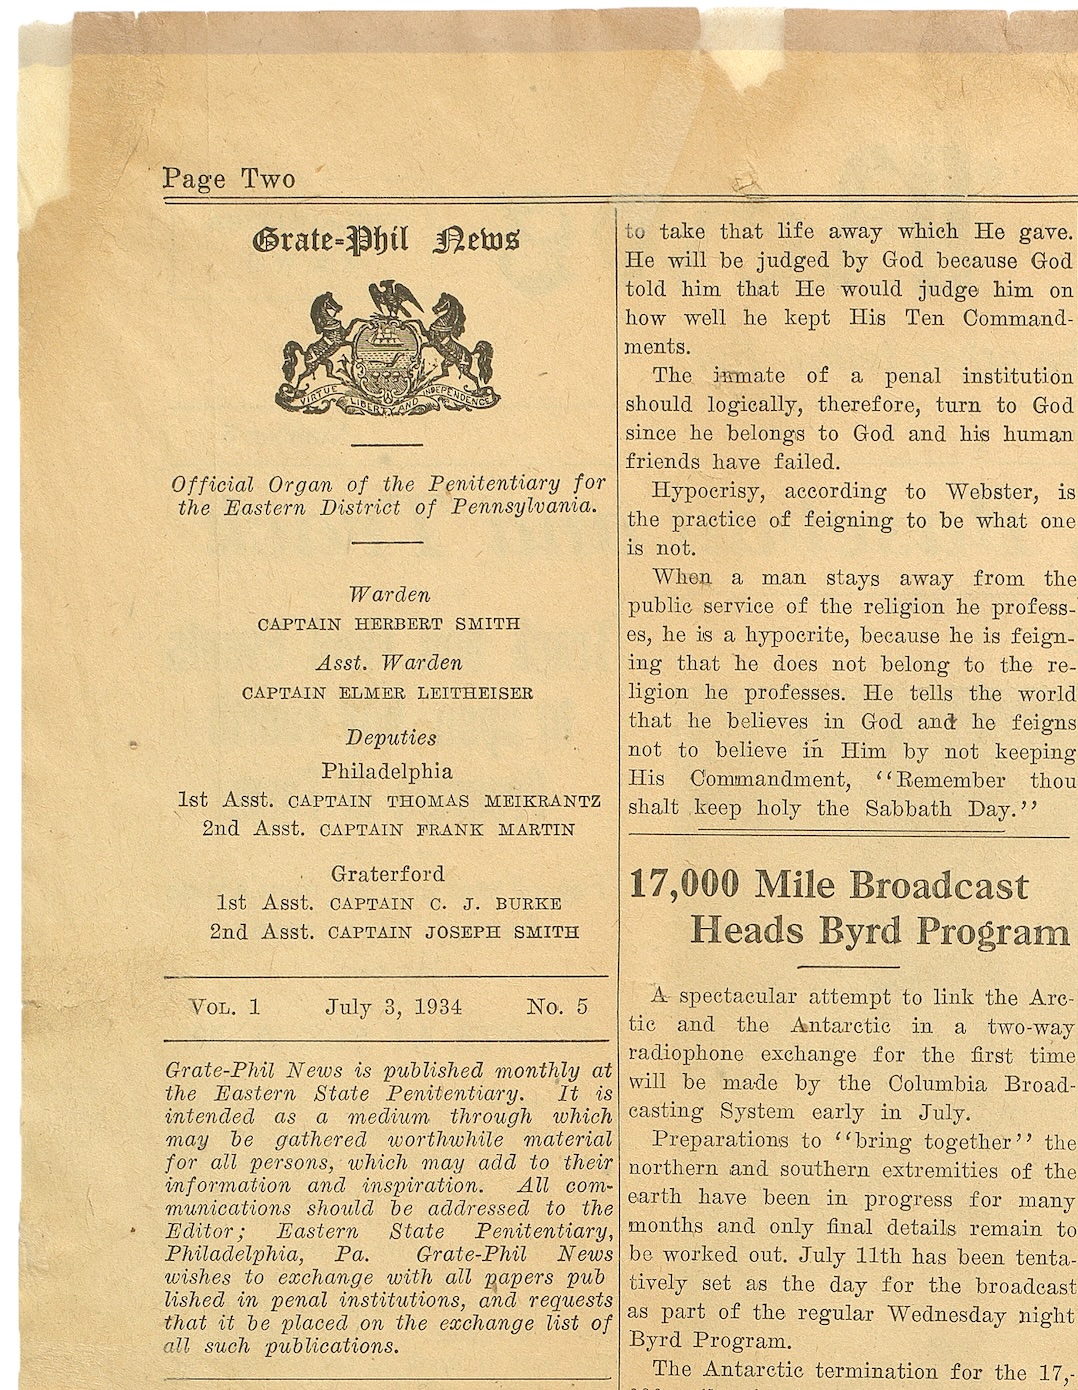 Page Two
Grate-Phil News
VIRTUE LIBERTY AND INDEPENDENCE
Official Organ of the Penitentiary for
the Eastern District of Pennsylvania.
Warden
CAPTAIN HERBERT SMITH
Asst. Warden
CAPTAIN ELMER LEITHEISER
Deputies
Philadelphia
1st Asst. CAPTAIN THOMAS MEIKRANTZ
2nd Asst. CAPTAIN FRANK MARTIN
Graterford
1st Asst. CAPTAIN C. J. BURKE
2nd Asst. CAPTAIN JOSEPH SMITH
VOL. 1 July 3, 1934 No. 5
Grate-Phil News is published monthly at
the Eastern State Penitentiary. It is
intended as a medium through which
may be gathered worthwhile material
for all persons, which may add to their
information and inspiration. All com-
munications should be addressed to the
Editor; Eastern State Penitentiary,
Philadelphia, Pa. Grate-Phil News
wishes to exchange with all papers pub
lished in penal institutions, and requests
that it be placed on the exchange list of
all such publications.
to take that life away which He gave.
He will be judged by God because God
told him that He would judge him on
how well he kept His Ten Command-
ments.
The inmate of a penal institution
should logically, therefore, turn to God
since he belongs to God and his human
friends have failed.
Hypocrisy, according to Webster, is
the practice of feigning to be what one
is not.
When a man stays away from the
public service of the religion he profess-
es, he is a hypocrite, because he is feign-
ing that he does not belong to the re-
ligion he professes. He tells the world
that he believes in God and he feigns
not to believe in Him by not keeping
His Commandment, ‘‘Remember thou
shalt keep holy the Sabbath Day.’’
17,000 Mile Broadcast
Heads Byrd Program
A spectacular attempt to link the Arc-
tic and the Antarctic in a two-way
radiophone exchange for the first time
will be made by the Columbia Broad-
casting System early in July.
Preparations to ‘‘bring together’’ the
northern and southern extremities of the
earth have been in progress for many
months and only final details remain to
be worked out. July 11th has been tenta-
tively set as the day for the broadcast
as part of the regular Wednesday night
Byrd Program.
The Antarctic termination for the 17,-